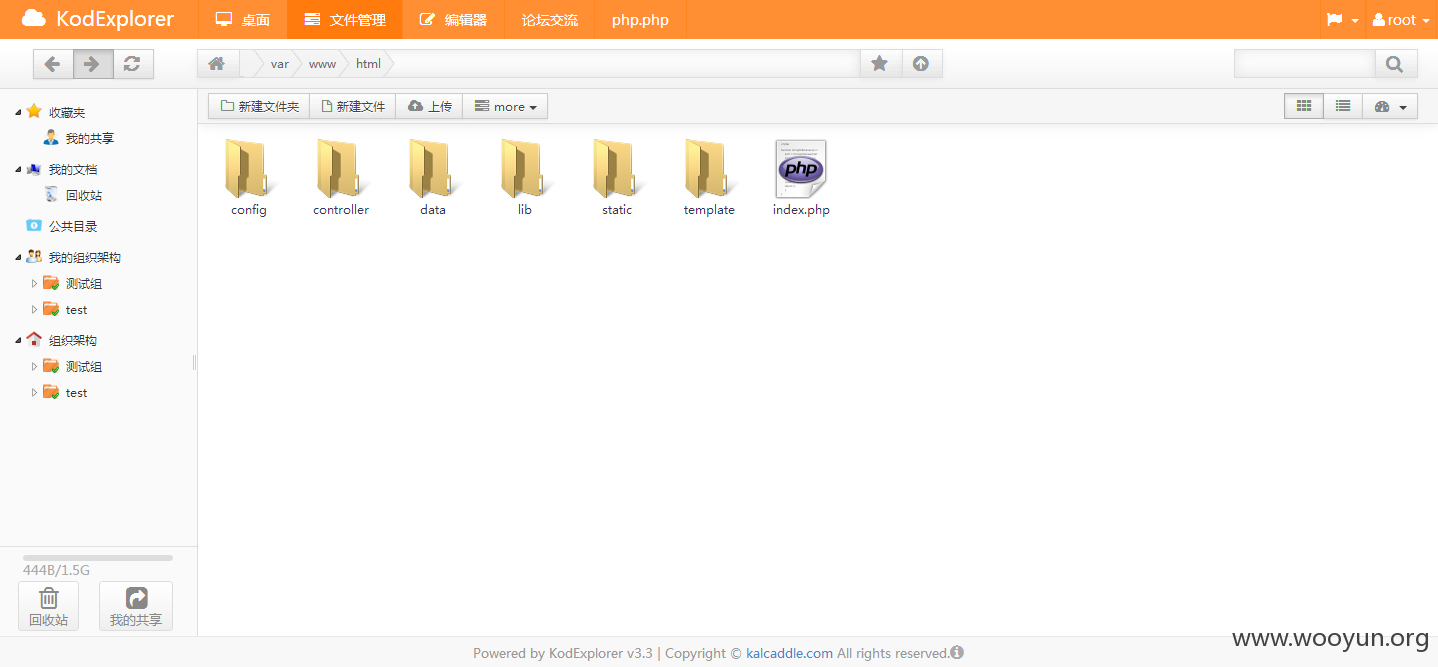 KodExplorer 桌面 文件管理 编辑器 论坛交流 php.php root
var www html
收藏夹
我的共享
我的文档
回收站
公共目录
我的组织架构
测试组
test
组织架构
测试组
test
444B/1.5G
回收站 我的共享
新建文件夹 新建文件 上传 more
config controller data lib static template index.php
php
Powered by KodExplorer v3.3 | Copyright © kalcaddle.com All rights reserved.
www.wooyun.org